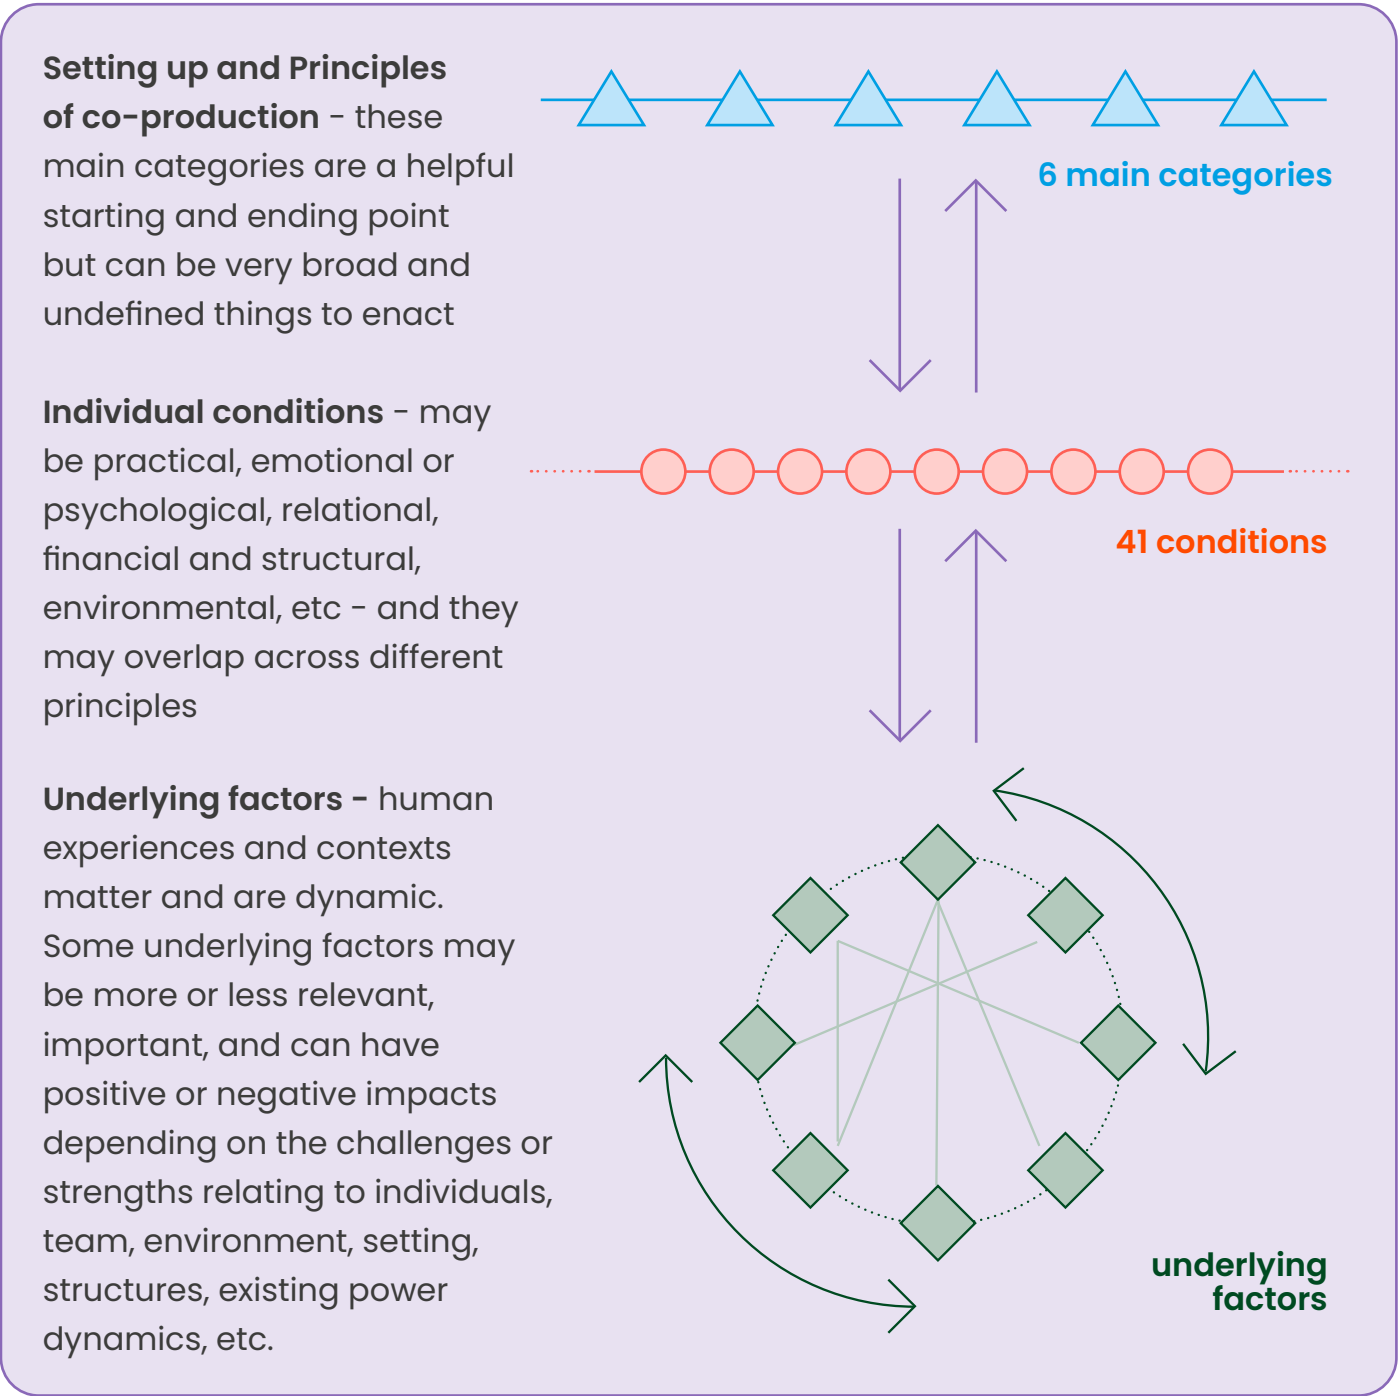 Setting up and Principles
of co-production - these
main categories are a helpful
starting and ending point
but can be very broad and
undefined things to enact
6 main categories
Individual conditions - may
be practical, emotional or
psychological, relational,
financial and structural,
environmental, etc - and they
may overlap across different
principles
41 conditions
Underlying factors - human
experiences and contexts
matter and are dynamic.
Some underlying factors may
be more or less relevant,
important, and can have
positive or negative impacts
depending on the challenges or
strengths relating to individuals,
team, environment, setting,
structures, existing power
dynamics, etc.
underlying
factors